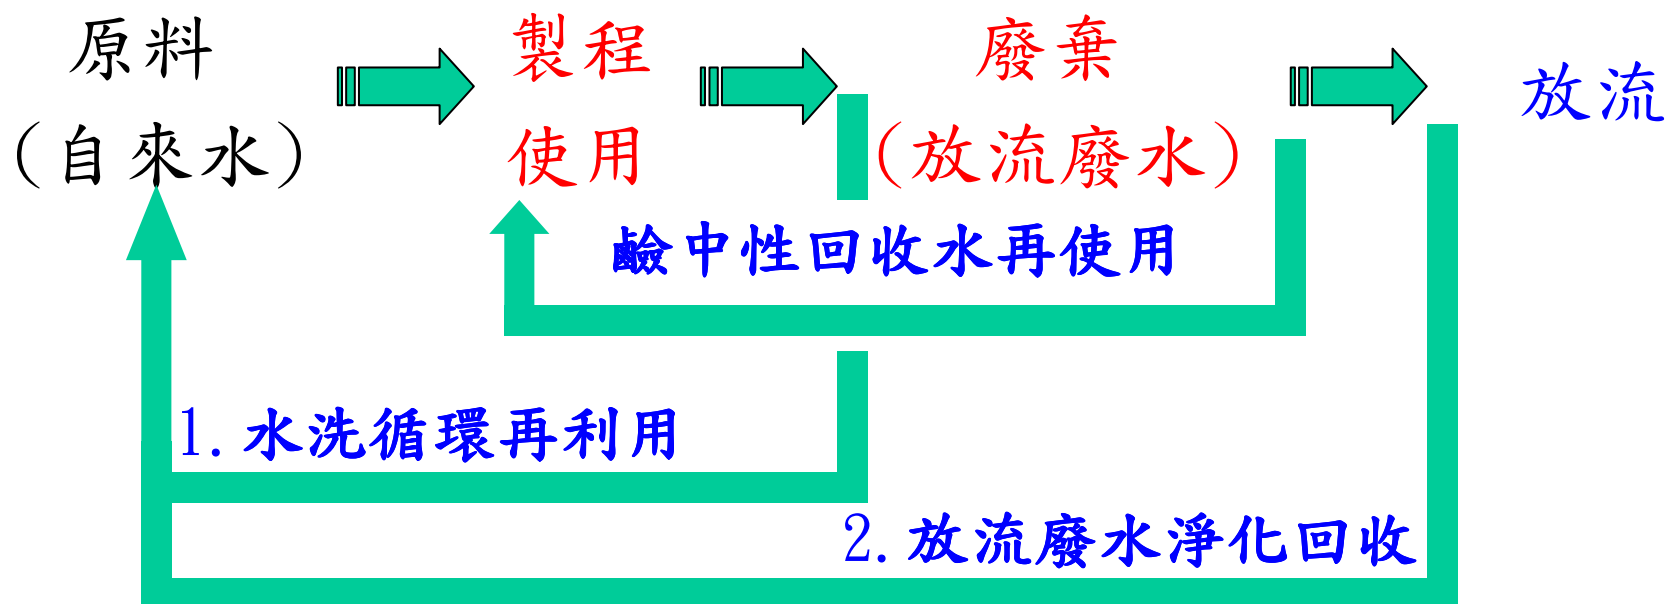 原料
(自來水)
製程
使用
廢棄
(放流廢水)
放流
鹼中性回收水再使用
1.水洗循環再利用
2.放流廢水淨化回收